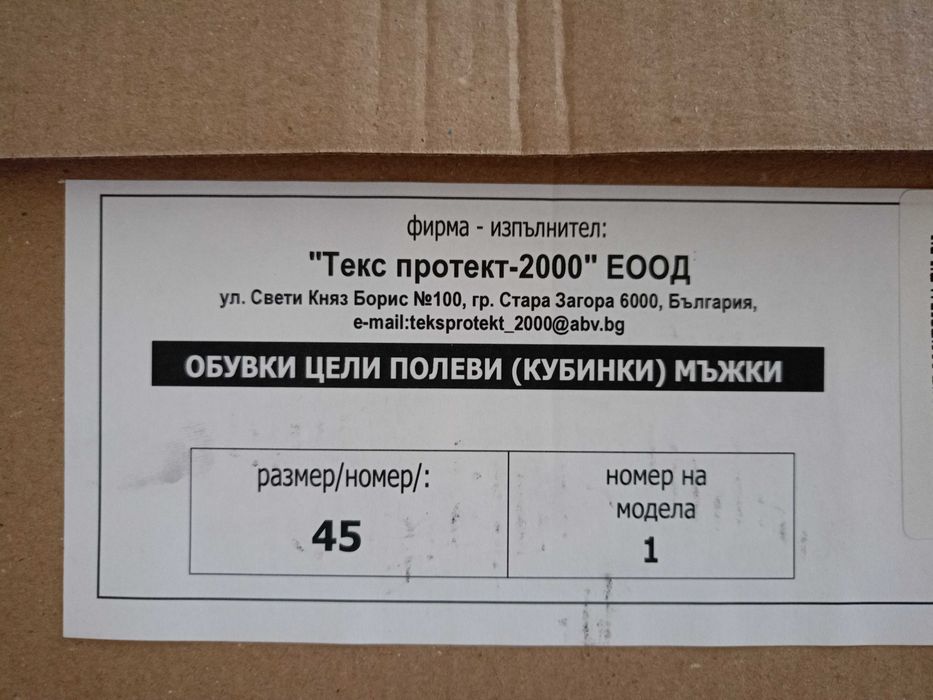 фирма - изпълнител:
"Текс протект-2000" ЕООД
ул. Свети Княз Борис №100, гр. Стара Загора 6000, България,
e-mail:teksprotekt_2000@abv.bg
ОБУВКИ ЦЕЛИ ПОЛЕВИ (КУБИНКИ) МЪЖКИ
размер/номер/:
45
номер на
модела
1